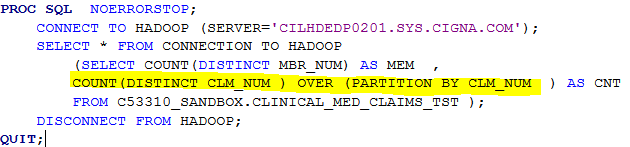 PROC SQL NOERRORSTOP;
CONNECT TO HADOOP (SERVER='CILHDEDP0201.SYS.CIGNA.COM');
SELECT * FROM CONNECTION TO HADOOP
(SELECT COUNT(DISTINCT MBR_NUM) AS MEM ,
COUNT(DISTINCT CLM_NUM ) OVER (PARTITION BY CLM_NUM ) AS CNT
FROM C53310_SANDBOX.CLINICAL_MED_CLAIMS_TST );
DISCONNECT FROM HADOOP;
QUIT;